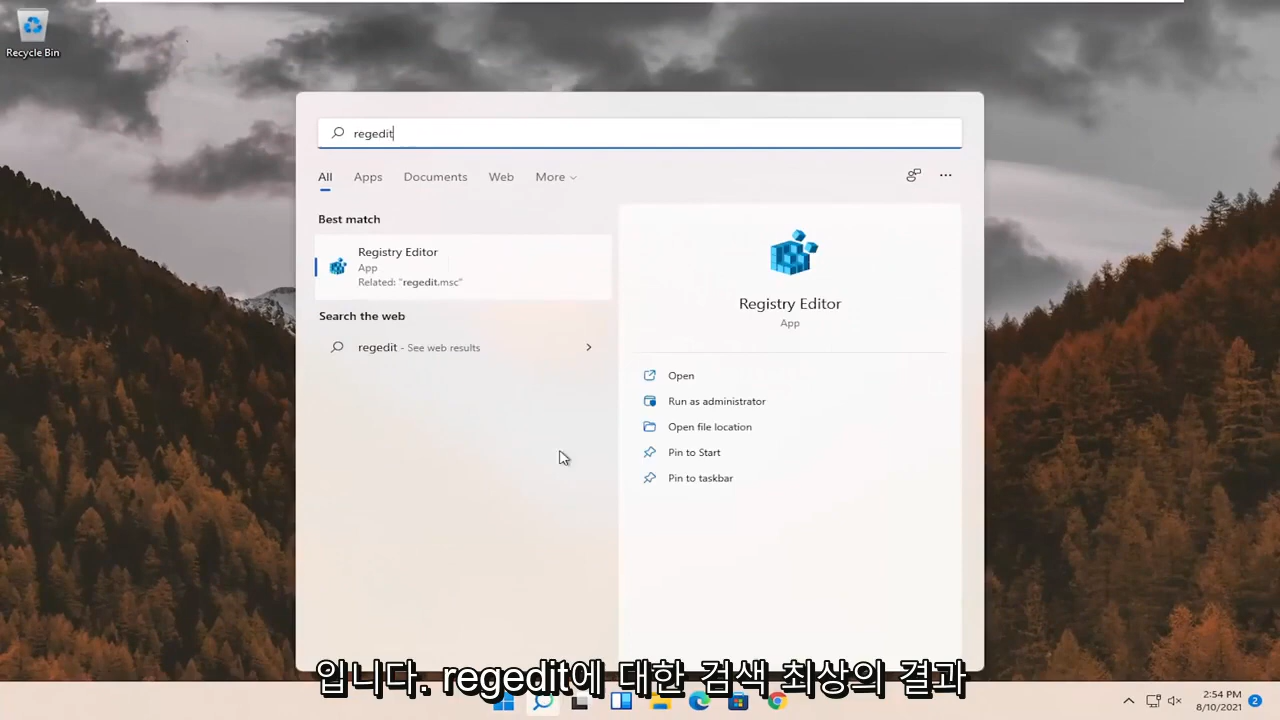 Recycle Bin
regedit
All Apps Documents Web More
Best match
Registry Editor
App
Related: "regedit.msc"
Search the web
regedit - See web results
Registry Editor
App
Open
Run as administrator
Open file location
Pin to Start
Pin to taskbar
입니다. regedit에 대한 검색 최상의 결과
2:54 PM
8/10/2021
2